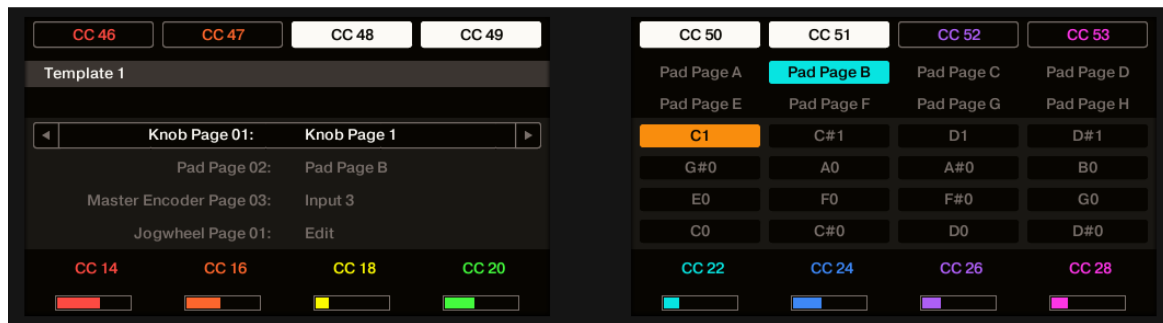 CC 46 CC 47 CC 48 CC 49
Template 1
Knob Page 01: Knob Page 1
Pad Page 02: Pad Page B
Master Encoder Page 03: Input 3
Jogwheel Page 01: Edit
CC 14 CC 16 CC 18 CC 20
CC 50 CC 51 CC 52 CC 53
Pad Page A Pad Page B Pad Page C Pad Page D
Pad Page E Pad Page F Pad Page G Pad Page H
C1 C#1 D1 D#1
G#0 A0 A#0 B0
E0 F0 F#0 G0
C0 C#0 D0 D#0
CC 22 CC 24 CC 26 CC 28